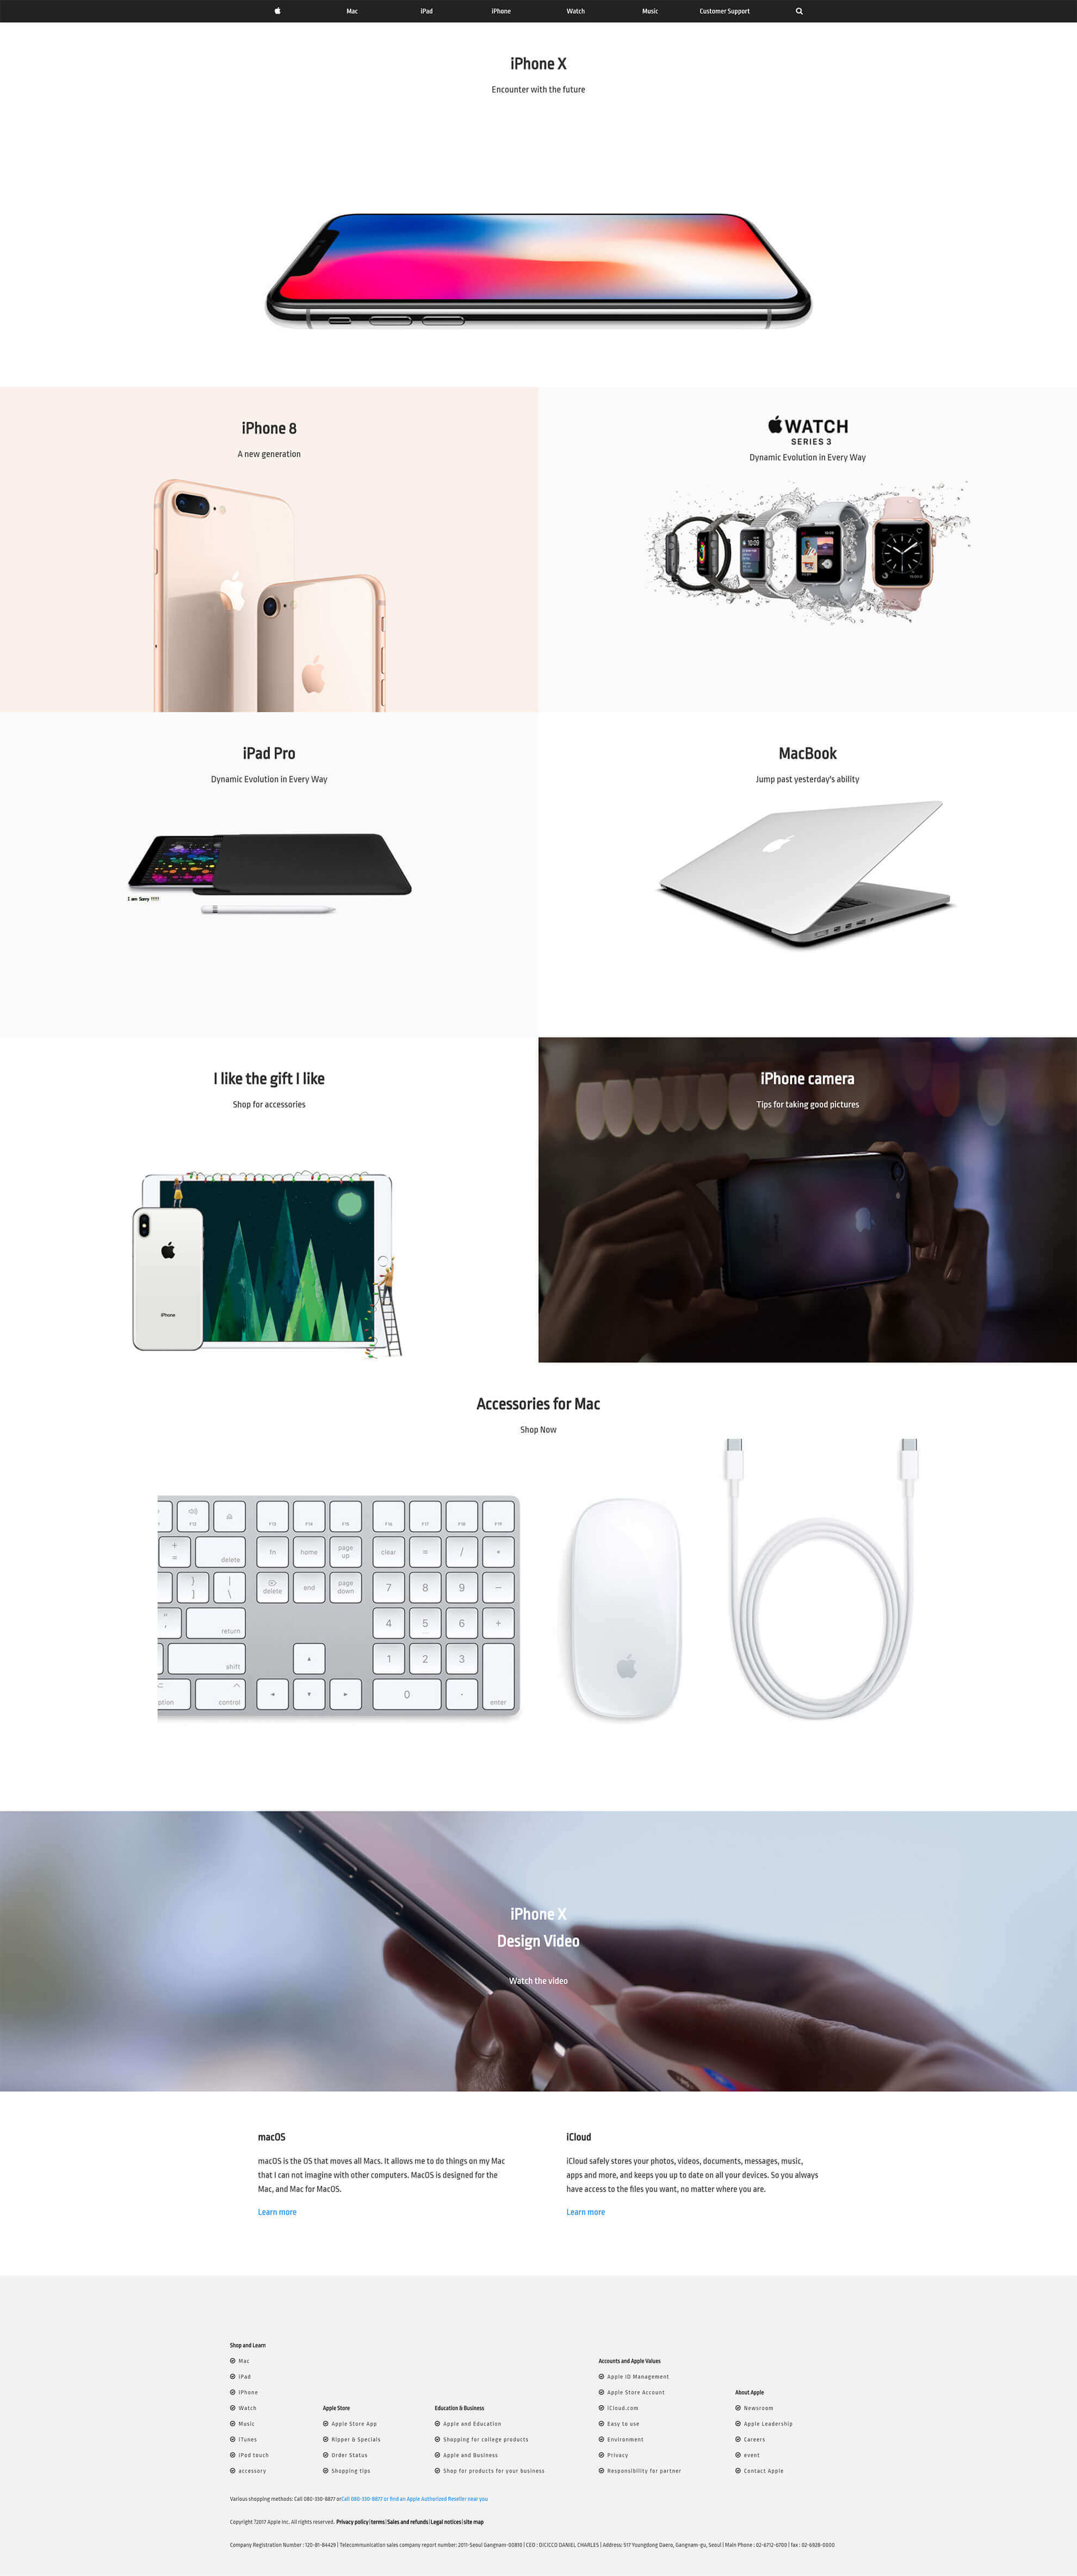 Mac iPad iPhone Watch Music Customer Support
iPhone X
Encounter with the future
iPhone 8
A new generation
WATCH
SERIES 3
Dynamic Evolution in Every Way
iPad Pro
Dynamic Evolution in Every Way
I am Sorry !!!!!
MacBook
Jump past yesterday's ability
I like the gift I like
Shop for accessories
iPhone
iPhone camera
Tips for taking good pictures
Accessories for Mac
Shop Now
F12 F13 F14 F15 F16 F17 F18 F19
+ = delete fn home page up clear = / *
} ] | \ delete end page down 7 8 9 −
" ' return 4 5 6 +
shift 1 2 3
control 0 . enter
iPhone X
Design Video
Watch the video
macOS
macOS is the OS that moves all Macs. It allows me to do things on my Mac
that I can not imagine with other computers. MacOS is designed for the
Mac, and Mac for MacOS.
Learn more
iCloud
iCloud safely stores your photos, videos, documents, messages, music,
apps and more, and keeps you up to date on all your devices. So you always
have access to the files you want, no matter where you are.
Learn more
Shop and Learn
Mac
iPad
iPhone
Watch
Music
iTunes
iPod touch
accessory
Apple Store
Apple Store App
Ripper & Specials
Order Status
Shopping tips
Education & Business
Apple and Education
Shopping for college products
Apple and Business
Shop for products for your business
Accounts and Apple Values
Apple ID Management
Apple Store Account
iCloud.com
Easy to use
Environment
Privacy
Responsibility for partner
About Apple
Newsroom
Apple Leadership
Careers
event
Contact Apple
Various shopping methods: Call 080-330-8877 orCall 080-330-8877 or find an Apple Authorized Reseller near you
Copyright ?2017 Apple Inc. All rights reserved. Privacy policy | terms | Sales and refunds | Legal notices | site map
Company Registration Number : 120-81-84429 | Telecommunication sales company report number: 2011-Seoul Gangnam-00810 | CEO : DICICCO DANIEL CHARLES | Address: 517 Youngdong Daero, Gangnam-gu, Seoul | Main Phone : 02-6712-6700 | fax : 02-6928-0000